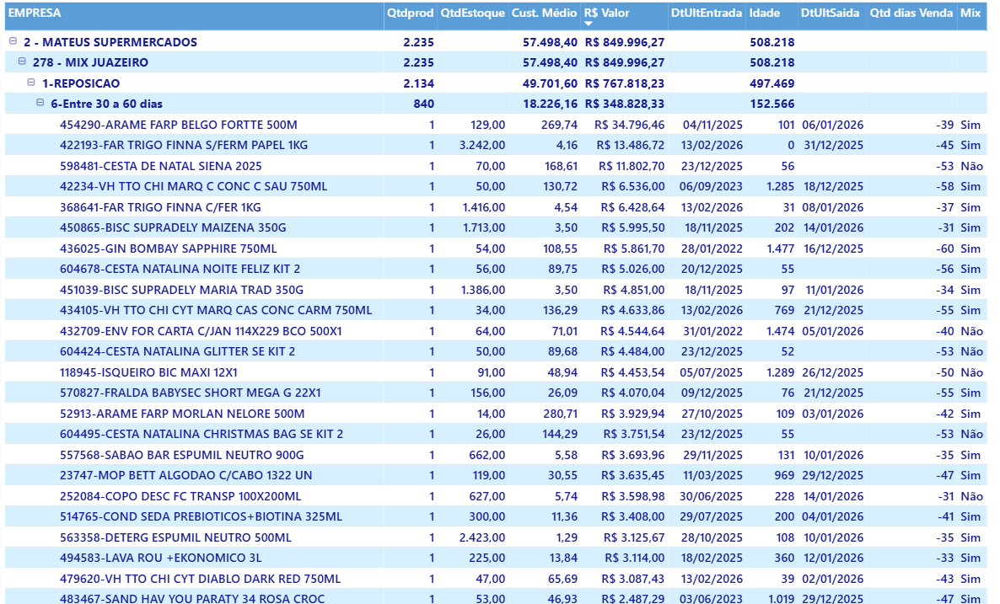 EMPRESA Qtdprod QtdEstoque Cust. Médio R$ Valor DtUltEntrada Idade DtUltSaida Qtd dias Venda Mix
2 - MATEUS SUPERMERCADOS 2.235 57.498,40 R$ 849.996,27 508.218
278 - MIX JUAZEIRO 2.235 57.498,40 R$ 849.996,27 508.218
1-REPOSICAO 2.134 49.701,60 R$ 767.818,23 497.469
6-Entre 30 a 60 dias 840 18.226,16 R$ 348.828,33 152.566
454290-ARAME FARP BELGO FORTTE 500M 1 129,00 269,74 R$ 34.796,46 04/11/2025 101 06/01/2026 -39 Sim
422193-FAR TRIGO FINNA S/FERM PAPEL 1KG 1 3.242,00 4,16 R$ 13.486,72 13/02/2026 0 31/12/2025 -45 Sim
598481-CESTA DE NATAL SIENA 2025 1 70,00 168,61 R$ 11.802,70 23/12/2025 56 -53 Não
42234-VH TTO CHI MARQ C CONC C SAU 750ML 1 50,00 130,72 R$ 6.536,00 06/09/2023 1.285 18/12/2025 -58 Sim
368641-FAR TRIGO FINNA C/FER 1KG 1 1.416,00 4,54 R$ 6.428,64 13/02/2026 31 08/01/2026 -37 Sim
450865-BISC SUPRADELY MAIZENA 350G 1 1.713,00 3,50 R$ 5.995,50 18/11/2025 202 14/01/2026 -31 Sim
436025-GIN BOMBAY SAPPHIRE 750ML 1 54,00 108,55 R$ 5.861,70 28/01/2022 1.477 16/12/2025 -60 Sim
604678-CESTA NATALINA NOITE FELIZ KIT 2 1 56,00 89,75 R$ 5.026,00 20/12/2025 55 -56 Sim
451039-BISC SUPRADELY MARIA TRAD 350G 1 1.386,00 3,50 R$ 4.851,00 18/11/2025 97 11/01/2026 -34 Sim
434105-VH TTO CHI CYT MARQ CAS CONC CARM 750ML 1 34,00 136,29 R$ 4.633,86 13/02/2026 769 21/12/2025 -55 Sim
432709-ENV FOR CARTA C/JAN 114X229 BCO 500X1 1 64,00 71,01 R$ 4.544,64 31/01/2022 1.474 05/01/2026 -40 Não
604424-CESTA NATALINA GLITTER SE KIT 2 1 50,00 89,68 R$ 4.484,00 23/12/2025 52 -53 Não
118945-ISQUEIRO BIC MAXI 12X1 1 91,00 48,94 R$ 4.453,54 05/07/2025 1.289 26/12/2025 -50 Não
570827-FRALDA BABYSEC SHORT MEGA G 22X1 1 156,00 26,09 R$ 4.070,04 09/12/2025 76 21/12/2025 -55 Sim
52913-ARAME FARP MORLAN NELORE 500M 1 14,00 280,71 R$ 3.929,94 27/10/2025 109 03/01/2026 -42 Sim
604495-CESTA NATALINA CHRISTMAS BAG SE KIT 2 1 26,00 144,29 R$ 3.751,54 23/12/2025 55 -53 Não
557568-SABAO BAR ESPUMIL NEUTRO 900G 1 662,00 5,58 R$ 3.693,96 29/11/2025 131 10/01/2026 -35 Sim
23747-MOP BETT ALGODAO C/CABO 1322 UN 1 119,00 30,55 R$ 3.635,45 11/03/2025 969 29/12/2025 -47 Sim
252084-COPO DESC FC TRANSP 100X200ML 1 627,00 5,74 R$ 3.598,98 30/06/2025 228 14/01/2026 -31 Não
514765-COND SEDA PREBIOTICOS+BIOTINA 325ML 1 300,00 11,36 R$ 3.408,00 29/07/2025 200 04/01/2026 -41 Sim
563358-DETERG ESPUMIL NEUTRO 500ML 1 2.423,00 1,29 R$ 3.125,67 28/10/2025 108 10/01/2026 -35 Sim
494583-LAVA ROU +EKONOMICO 3L 1 225,00 13,84 R$ 3.114,00 18/02/2025 360 12/01/2026 -33 Sim
479620-VH TTO CHI CYT DIABLO DARK RED 750ML 1 47,00 65,69 R$ 3.087,43 13/02/2026 39 02/01/2026 -43 Sim
483467-SAND HAV YOU PARATY 34 ROSA CROC 1 53,00 46,93 R$ 2.487,29 03/06/2023 1.019 29/12/2025 -47 Sim